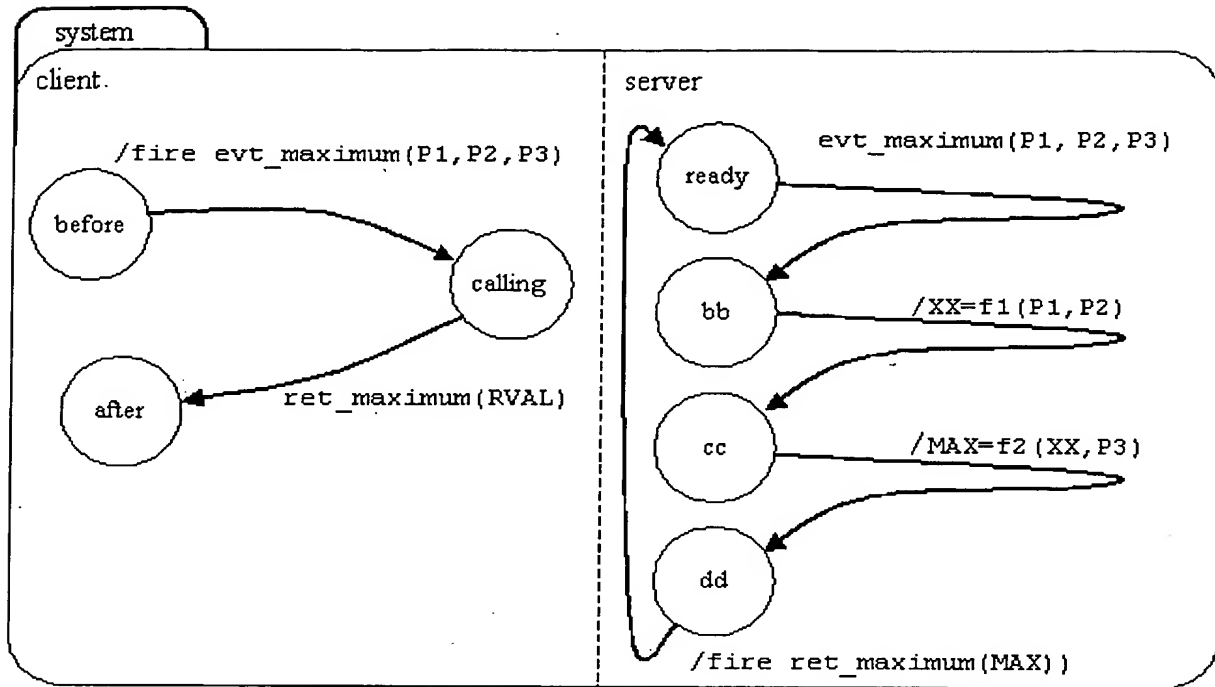 system
client.
/fire evt_maximum(P1,P2,P3)
before
calling
after
ret_maximum(RVAL)
server
evt_maximum(P1, P2,P3)
ready
bb
/XX=f1(P1,P2)
cc
/MAX=f2(XX,P3)
dd
/fire ret_maximum(MAX))